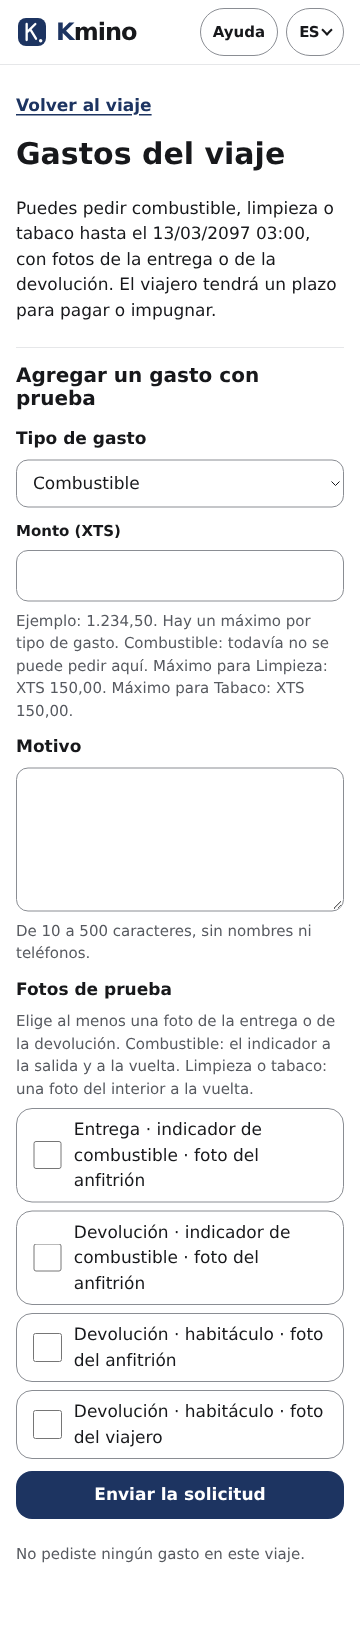 Kmino
Ayuda
ES
Volver al viaje
Gastos del viaje
Puedes pedir combustible, limpieza o
tabaco hasta el 13/03/2097 03:00,
con fotos de la entrega o de la
devolución. El viajero tendrá un plazo
para pagar o impugnar.
Agregar un gasto con
prueba
Tipo de gasto
Combustible
Monto (XTS)
Ejemplo: 1.234,50. Hay un máximo por
tipo de gasto. Combustible: todavía no se
puede pedir aquí. Máximo para Limpieza:
XTS 150,00. Máximo para Tabaco: XTS
150,00.
Motivo
De 10 a 500 caracteres, sin nombres ni
teléfonos.
Fotos de prueba
Elige al menos una foto de la entrega o de
la devolución. Combustible: el indicador a
la salida y a la vuelta. Limpieza o tabaco:
una foto del interior a la vuelta.
Entrega · indicador de
combustible · foto del
anfitrión
Devolución · indicador de
combustible · foto del
anfitrión
Devolución · habitáculo · foto
del anfitrión
Devolución · habitáculo · foto
del viajero
Enviar la solicitud
No pediste ningún gasto en este viaje.